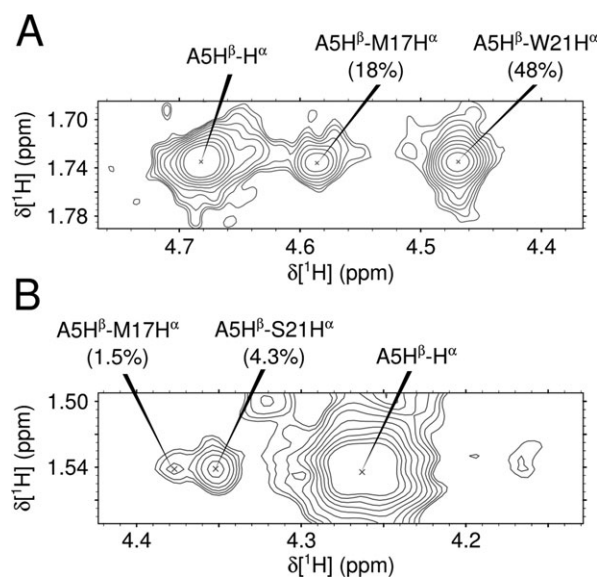 A
A5Hβ-Hα
A5Hβ-M17Hα
(18%)
A5Hβ-W21Hα
(48%)
δ[¹H] (ppm)
1.70
1.74
1.78
4.7
4.6
4.5
4.4
δ[¹H] (ppm)
B
A5Hβ-M17Hα
(1.5%)
A5Hβ-S21Hα
(4.3%)
A5Hβ-Hα
δ[¹H] (ppm)
1.50
1.54
4.4
4.3
4.2
δ[¹H] (ppm)